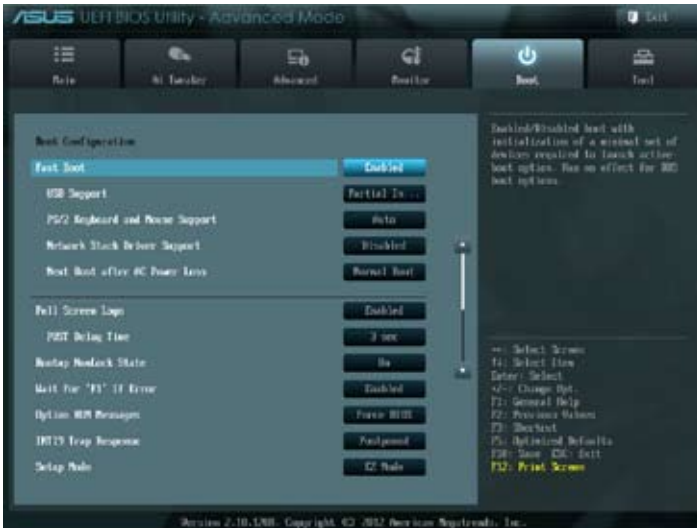 ASUS UEFI BIOS Utility - Advanced Mode
Exit
Main
Ai Tweaker
Advanced
Monitor
Boot
Tool
Boot Configuration
Fast Boot
Enabled
USB Support
Partial In...
PS/2 Keyboard and Mouse Support
Auto
Network Stack Driver Support
Disabled
Next Boot after AC Power Loss
Normal Boot
Full Screen Logo
Enabled
POST Delay Time
3 sec
Bootup NumLock State
On
Wait For 'F1' If Error
Enabled
Option ROM Messages
Force BIOS
INT19 Trap Response
Postponed
Setup Mode
EZ Mode
Enabled/Disabled boot with
initialization of a minimal set of
devices required to launch active
boot option. Has no effect for BBS
boot options.
→←: Select Screen
↑↓: Select Item
Enter: Select
+/-: Change Opt.
F1: General Help
F2: Previous Values
F3: Shortcut
F5: Optimized Defaults
F10: Save ESC: Exit
F12: Print Screen
Version 2.10.1208. Copyright (C) 2012 American Megatrends, Inc.